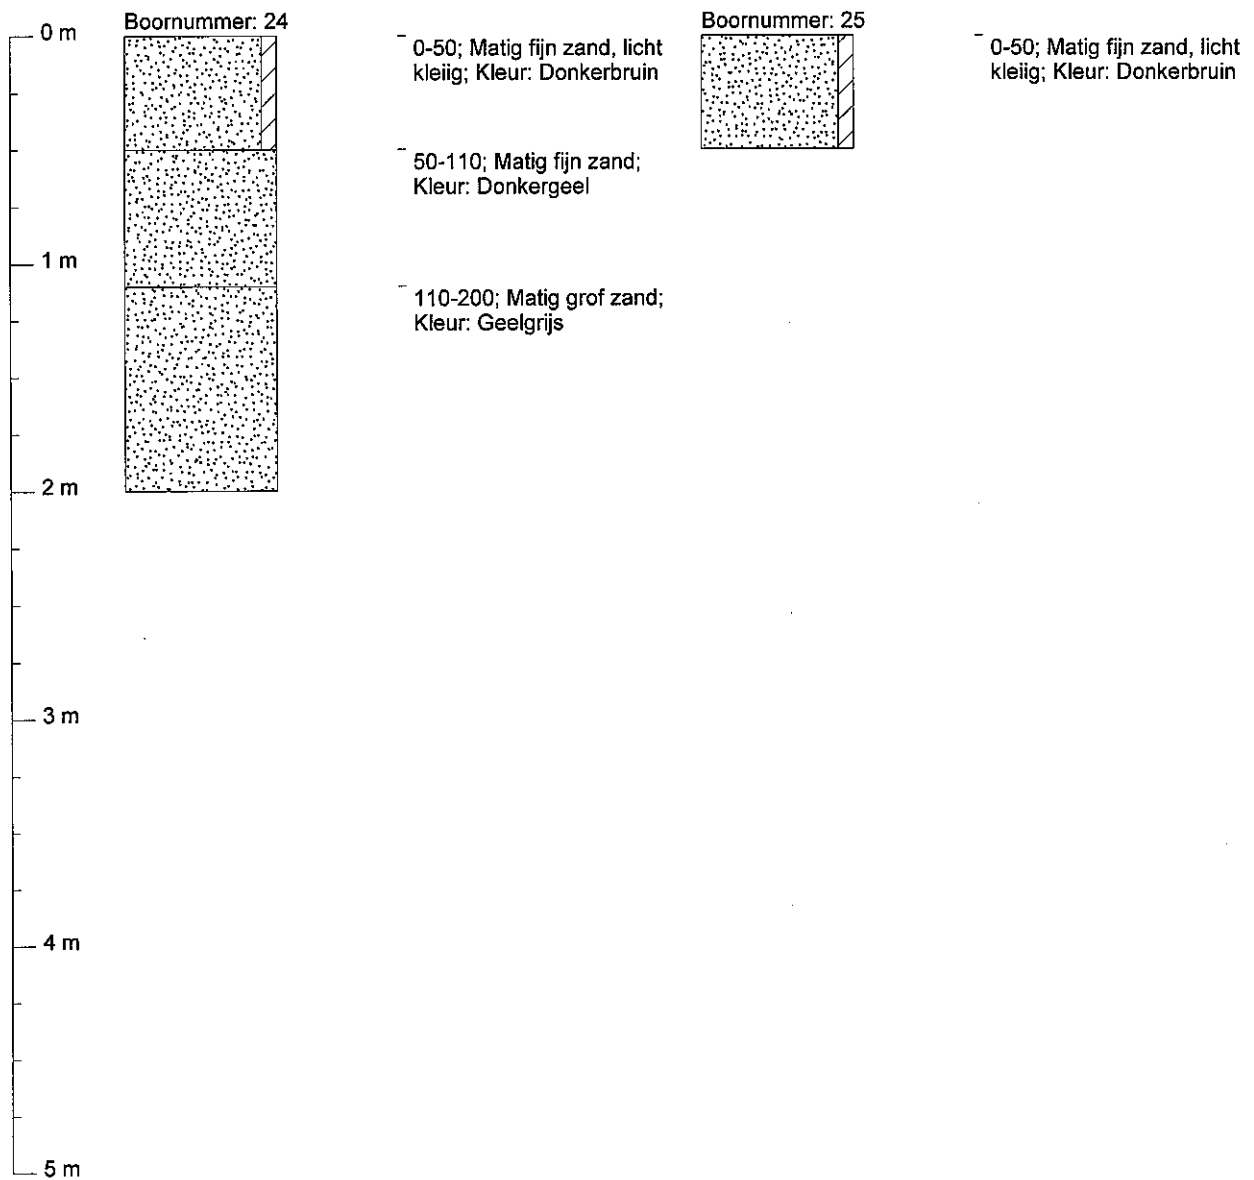 Boornummer: 24
0-50; Matig fijn zand, licht
kleiig; Kleur: Donkerbruin
50-110; Matig fijn zand;
Kleur: Donkergeel
110-200; Matig grof zand;
Kleur: Geelgrijs
Boornummer: 25
0-50; Matig fijn zand, licht
kleiig; Kleur: Donkerbruin
0 m
1 m
2 m
3 m
4 m
5 m